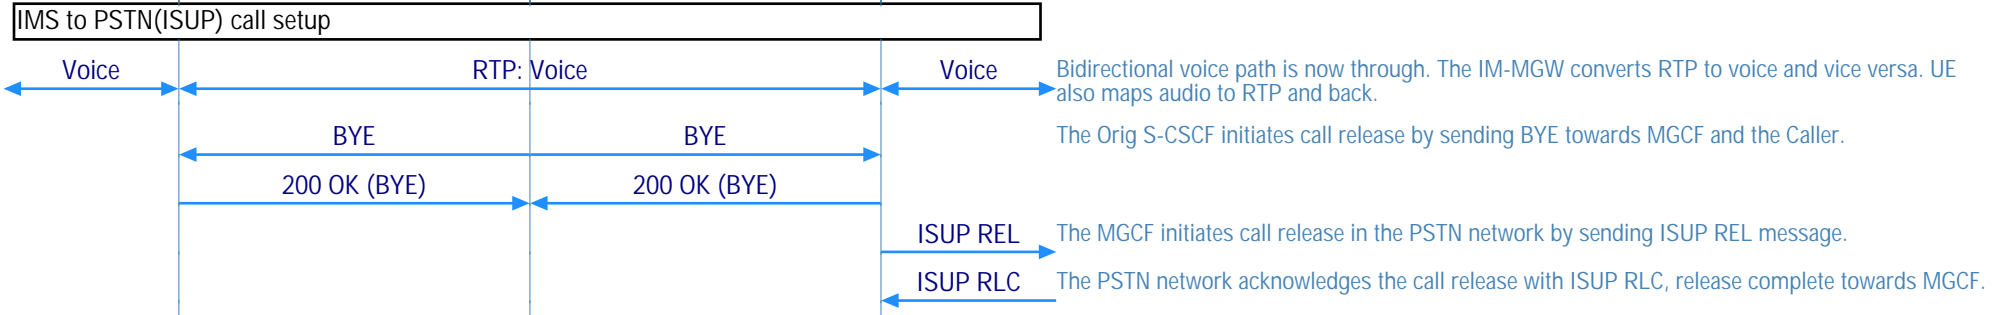 IMS to PSTN(ISUP) call setup
Voice
RTP: Voice
Voice
Bidirectional voice path is now through. The IM-MGW converts RTP to voice and vice versa. UE
also maps audio to RTP and back.
BYE
BYE
The Orig S-CSCF initiates call release by sending BYE towards MGCF and the Caller.
200 OK (BYE)
200 OK (BYE)
ISUP REL
The MGCF initiates call release in the PSTN network by sending ISUP REL message.
ISUP RLC
The PSTN network acknowledges the call release with ISUP RLC, release complete towards MGCF.